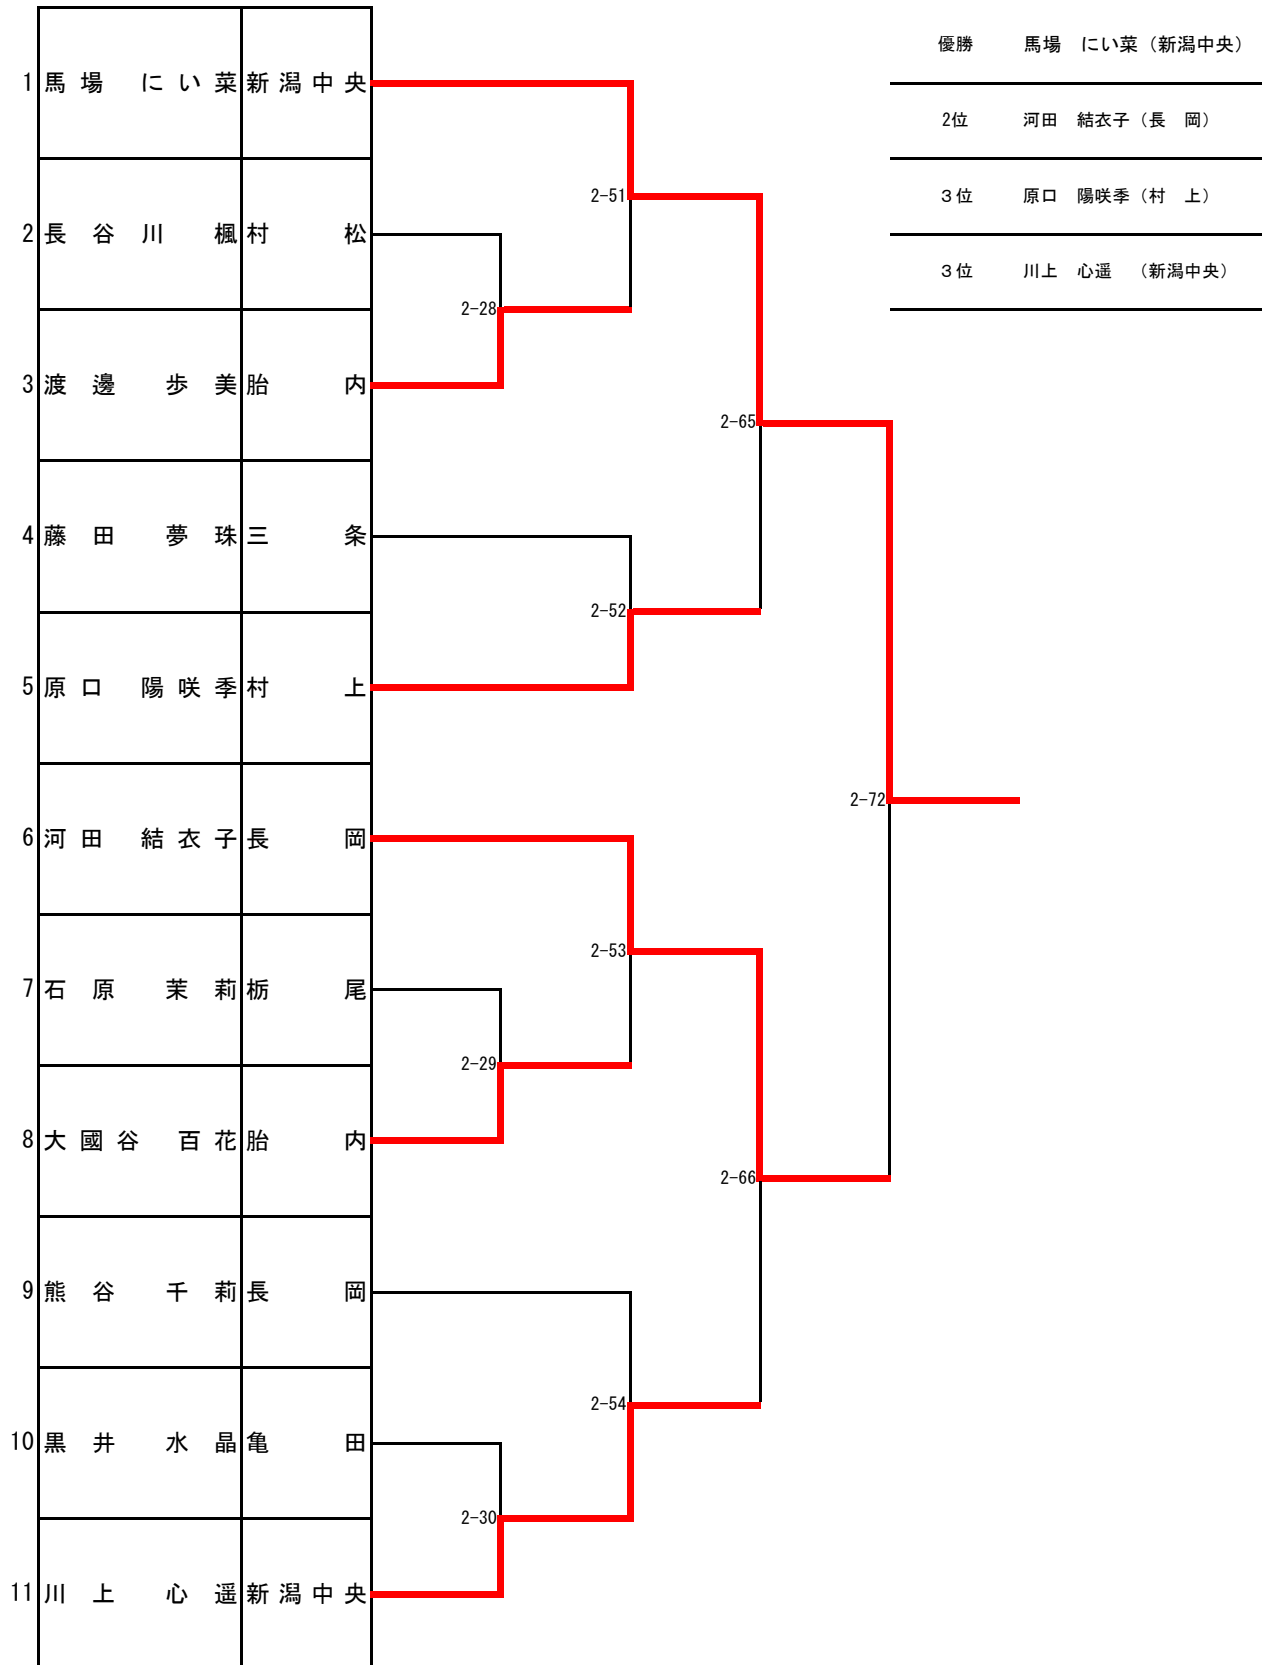 優勝 馬場 にい菜（新潟中央）
1 馬場 にい菜 新潟中央
2位 河田 結衣子（長 岡）
3位 原口 陽咲季（村 上）
2-51
2 長谷川 楓 村松
3位 川上 心遥 （新潟中央）
2-28
3 渡邊 歩美 胎内
2-65
4 藤田 夢珠 三条
2-52
5 原口 陽咲季 村上
2-72
6 河田 結衣子 長岡
2-53
7 石原 茉莉 栃尾
2-29
8 大國谷 百花 胎内
2-66
9 熊谷 千莉 長岡
2-54
10 黒井 水晶 亀田
2-30
11 川上 心遥 新潟中央